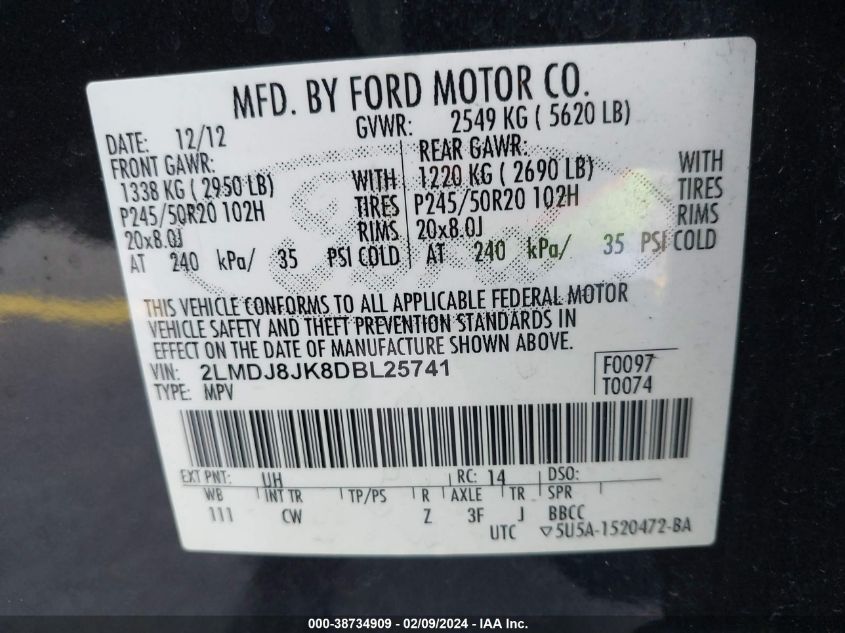 MFD. BY FORD MOTOR CO.
DATE: 12/12 GVWR: 2549 KG ( 5620 LB)
FRONT GAWR: REAR GAWR:
1338 KG ( 2950 LB) WITH 1220 KG ( 2690 LB) WITH
P245/50R20 102H TIRES P245/50R20 102H TIRES
20x8.0J RIMS 20x8.0J RIMS
AT 240 kPa/ 35 PSI COLD AT 240 kPa/ 35 PSI COLD
THIS VEHICLE CONFORMS TO ALL APPLICABLE FEDERAL MOTOR
VEHICLE SAFETY AND THEFT PREVENTION STANDARDS IN
EFFECT ON THE DATE OF MANUFACTURE SHOWN ABOVE.
VIN: 2LMDJ8JK8DBL25741 F0097
TYPE: MPV T0074
EXT PNT: UH RC: 14 DSO:
WB INT TR TP/PS R AXLE TR SPR
111 CW Z 3F J BBCC
UTC ▽5U5A-1520472-BA
000-38734909 - 02/09/2024 - IAA Inc.